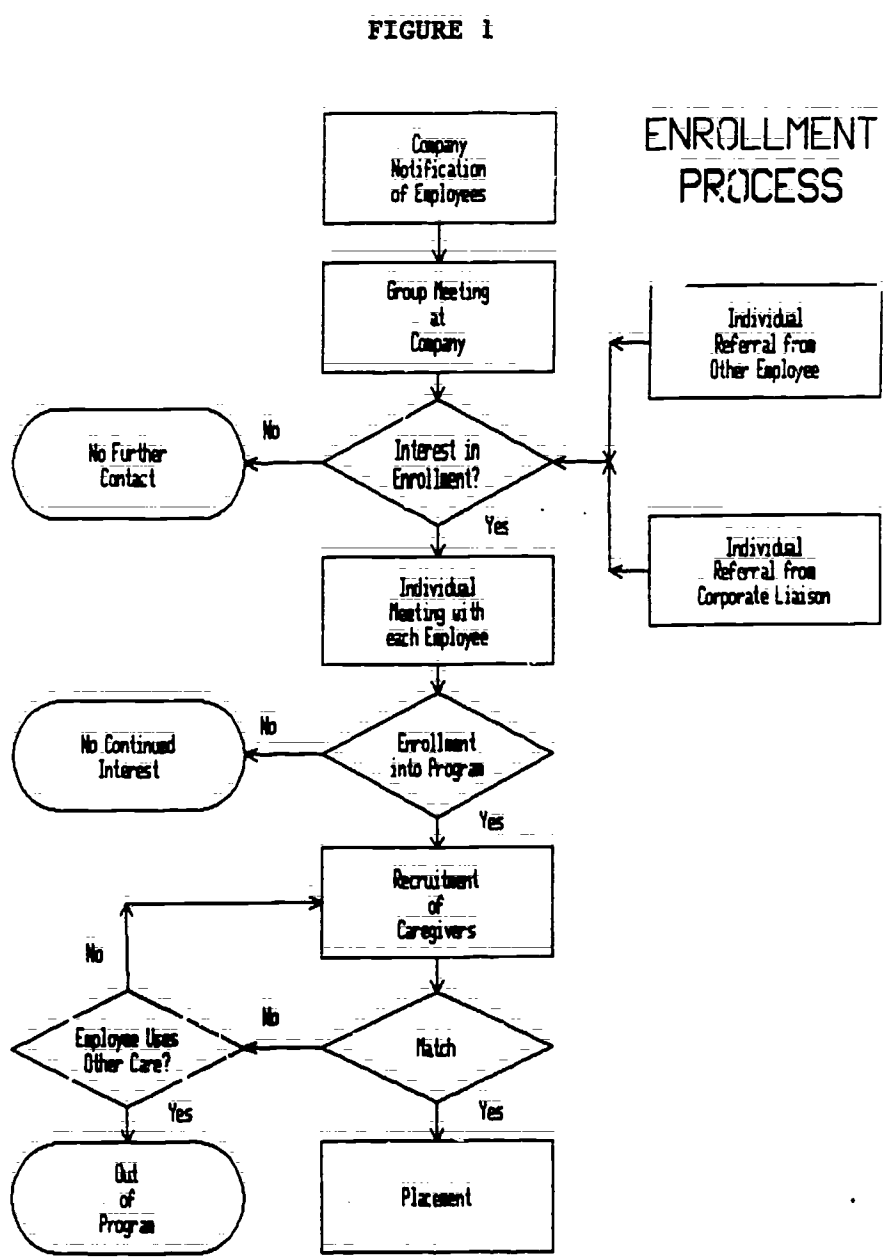 FIGURE 1
ENROLLMENT
PROCESS
Company
Notification
of Employees
Group Meeting
at
Company
Individual
Referral from
Other Employee
No
No Further
Contact
Interest in
Enrollment?
Yes
Individual
Referral from
Corporate Liaison
Individual
Meeting with
each Employee
No
No Continued
Interest
Enrollment
into Program
Yes
Recruitment
of
Caregivers
No
No
Employee Uses
Other Care?
Match
Yes
Yes
Out
of
Program
Placement